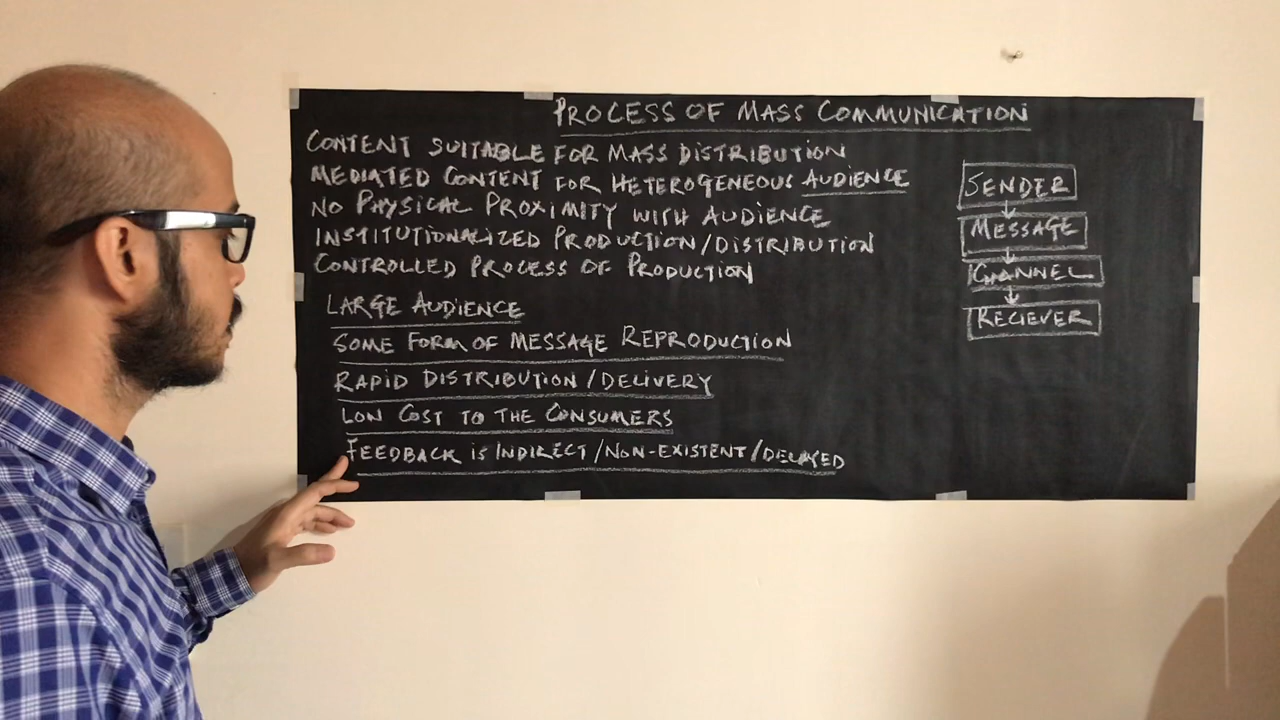 PROCESS OF MASS COMMUNICATION
CONTENT SUITABLE FOR MASS DISTRIBUTION
MEDIATED CONTENT FOR HETEROGENEOUS AUDIENCE
NO PHYSICAL PROXIMITY WITH AUDIENCE
INSTITUTIONALIZED PRODUCTION/DISTRIBUTION
CONTROLLED PROCESS OF PRODUCTION
LARGE AUDIENCE
SOME FORM OF MESSAGE REPRODUCTION
RAPID DISTRIBUTION/DELIVERY
LOW COST TO THE CONSUMERS
FEEDBACK IS INDIRECT/NON-EXISTENT/DELAYED
SENDER
MESSAGE
CHANNEL
RECIEVER